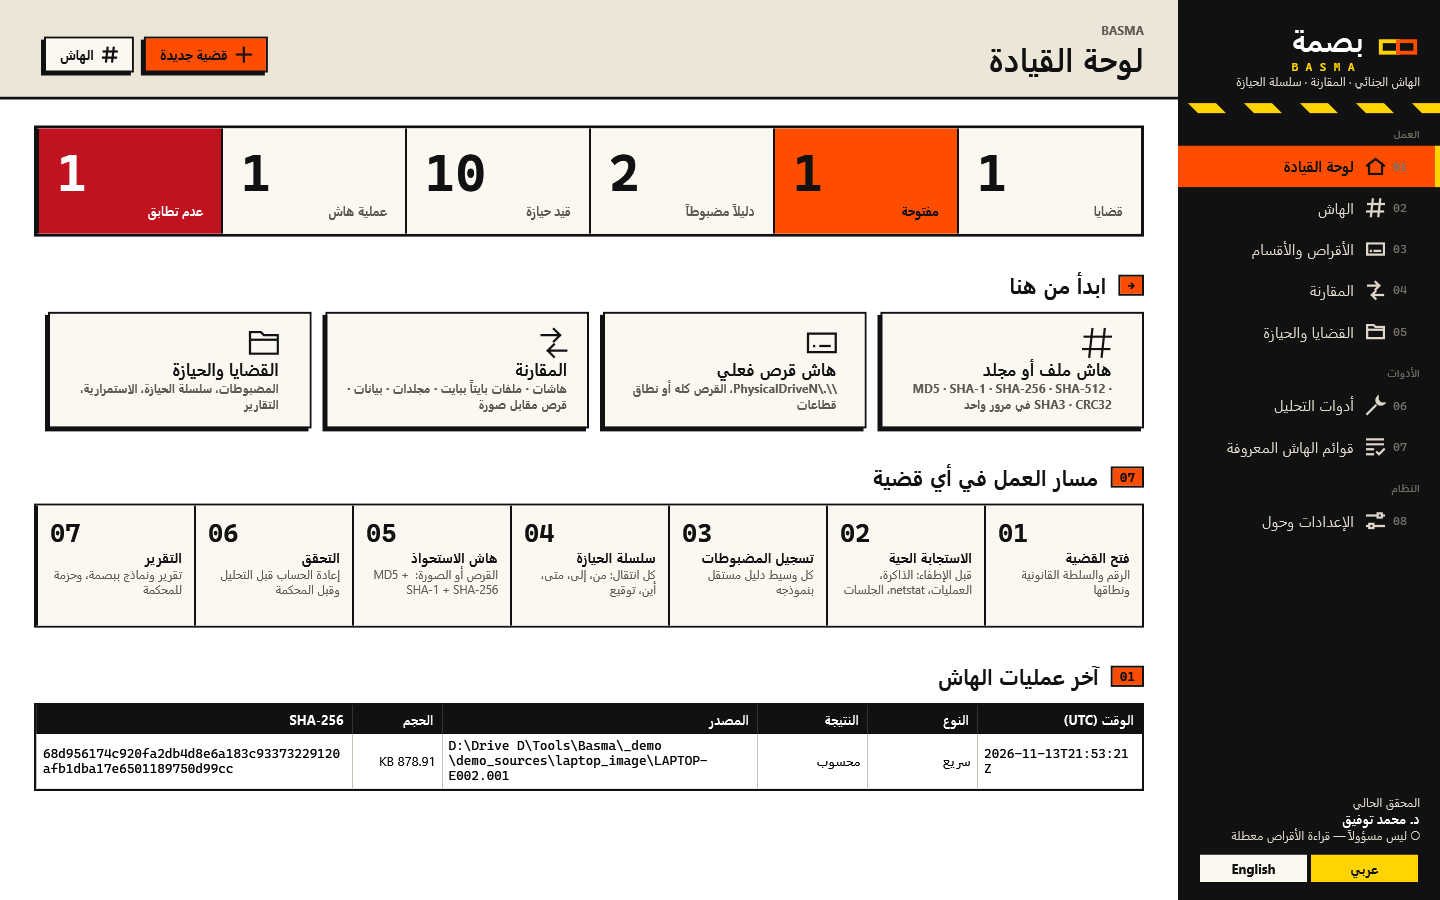 بصمة
BASMA
الهاش الجنائي · المقارنة · سلسلة الحيازة
العمل
01 لوحة القيادة
02 الهاش
03 الأقراص والأقسام
04 المقارنة
05 القضايا والحيازة
الأدوات
06 أدوات التحليل
07 قوائم الهاش المعروفة
النظام
08 الإعدادات وحول
المحقق الحالي
د. محمد توفيق
○ ليس مسؤولاً — قراءة الأقراص معطلة
عربي
English
BASMA
لوحة القيادة
قضية جديدة
# الهاش
1
قضايا
1
مفتوحة
2
دليلاً مضبوطاً
10
قيد حيازة
1
عملية هاش
1
عدم تطابق
→ ابدأ من هنا
هاش ملف أو مجلد
MD5 · SHA-1 · SHA-256 · SHA-512 ·
SHA3 · CRC32 في مرور واحد
هاش قرص فعلي
\\.\PhysicalDriveN، القرص كله أو نطاق
قطاعات
المقارنة
هاشات · ملفات بايتاً ببايت · مجلدات · بيانات ·
قرص مقابل صورة
القضايا والحيازة
المضبوطات، سلسلة الحيازة، الاستمرارية،
التقارير
07 مسار العمل في أي قضية
01
فتح القضية
الرقم والسلطة القانونية
ونطاقها
02
الاستجابة الحية
قبل الإطفاء: الذاكرة،
العمليات، netstat، الجلسات
03
تسجيل المضبوطات
كل وسيط دليل مستقل
بنموذجه
04
سلسلة الحيازة
كل انتقال: من، إلى، متى،
أين، توقيع
05
هاش الاستحواذ
القرص أو الصورة: MD5 +
SHA-1 + SHA-256
06
التحقق
إعادة الحساب قبل التحليل
وقبل المحكمة
07
التقرير
تقرير ونماذج ببصمة، وحزمة
للمحكمة
01 آخر عمليات الهاش
الوقت (UTC) النوع النتيجة المصدر الحجم SHA-256
2026-11-13T21:53:21
Z
سريع
محسوب
D:\Drive D\Tools\Basma\_demo
\demo_sources\laptop_image\LAPTOP-
E002.001
878.91 KB
68d956174c920fa2db4d8e6a183c93373229120
afb1dba17e6501189750d99cc